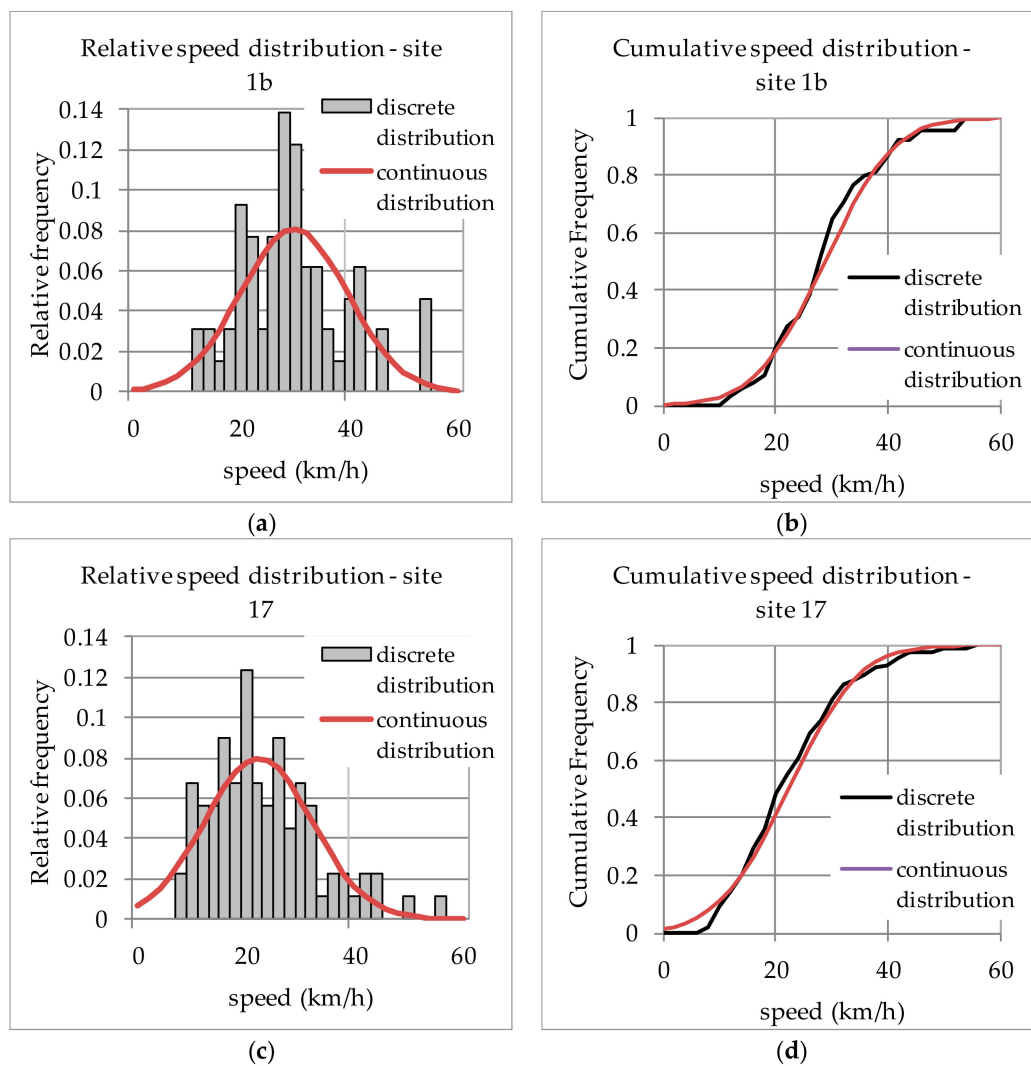 Relative speed distribution - site
1b
0.14
0.12
0.1
0.08
0.06
0.04
0.02
0
Relative frequency
discrete
distribution
continuous
distribution
0 20 40 60
speed (km/h)
(a)
Cumulative speed distribution -
site 1b
1
0.8
0.6
0.4
0.2
0
Cumulative Frequency
discrete
distribution
continuous
distribution
0 20 40 60
speed (km/h)
(b)
Relative speed distribution - site
17
0.14
0.12
0.1
0.08
0.06
0.04
0.02
0
Relative frequency
discrete
distribution
continuous
distribution
0 20 40 60
speed (km/h)
(c)
Cumulative speed distribution -
site 17
1
0.8
0.6
0.4
0.2
0
Cumulative Frequency
discrete
distribution
continuous
distribution
0 20 40 60
speed (km/h)
(d)